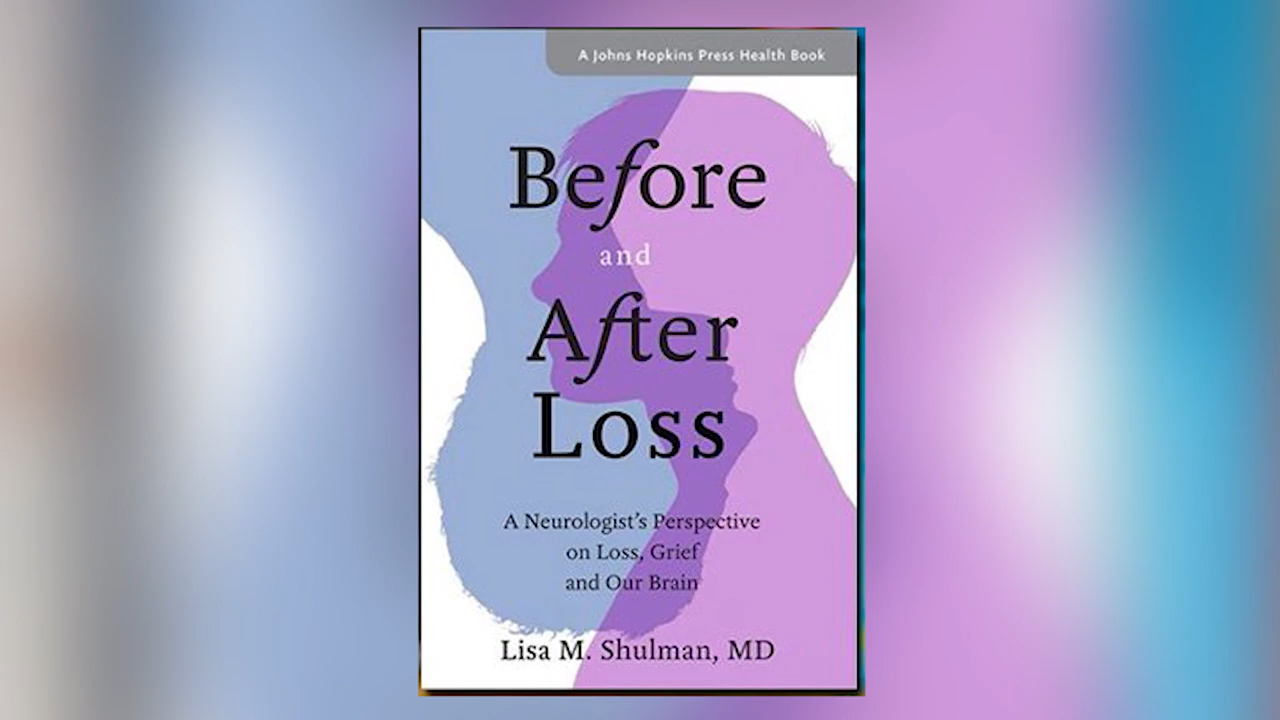 A Johns Hopkins Press Health Book
Before
and
After
Loss
A Neurologist's Perspective
on Loss, Grief
and Our Brain
Lisa M. Shulman, MD